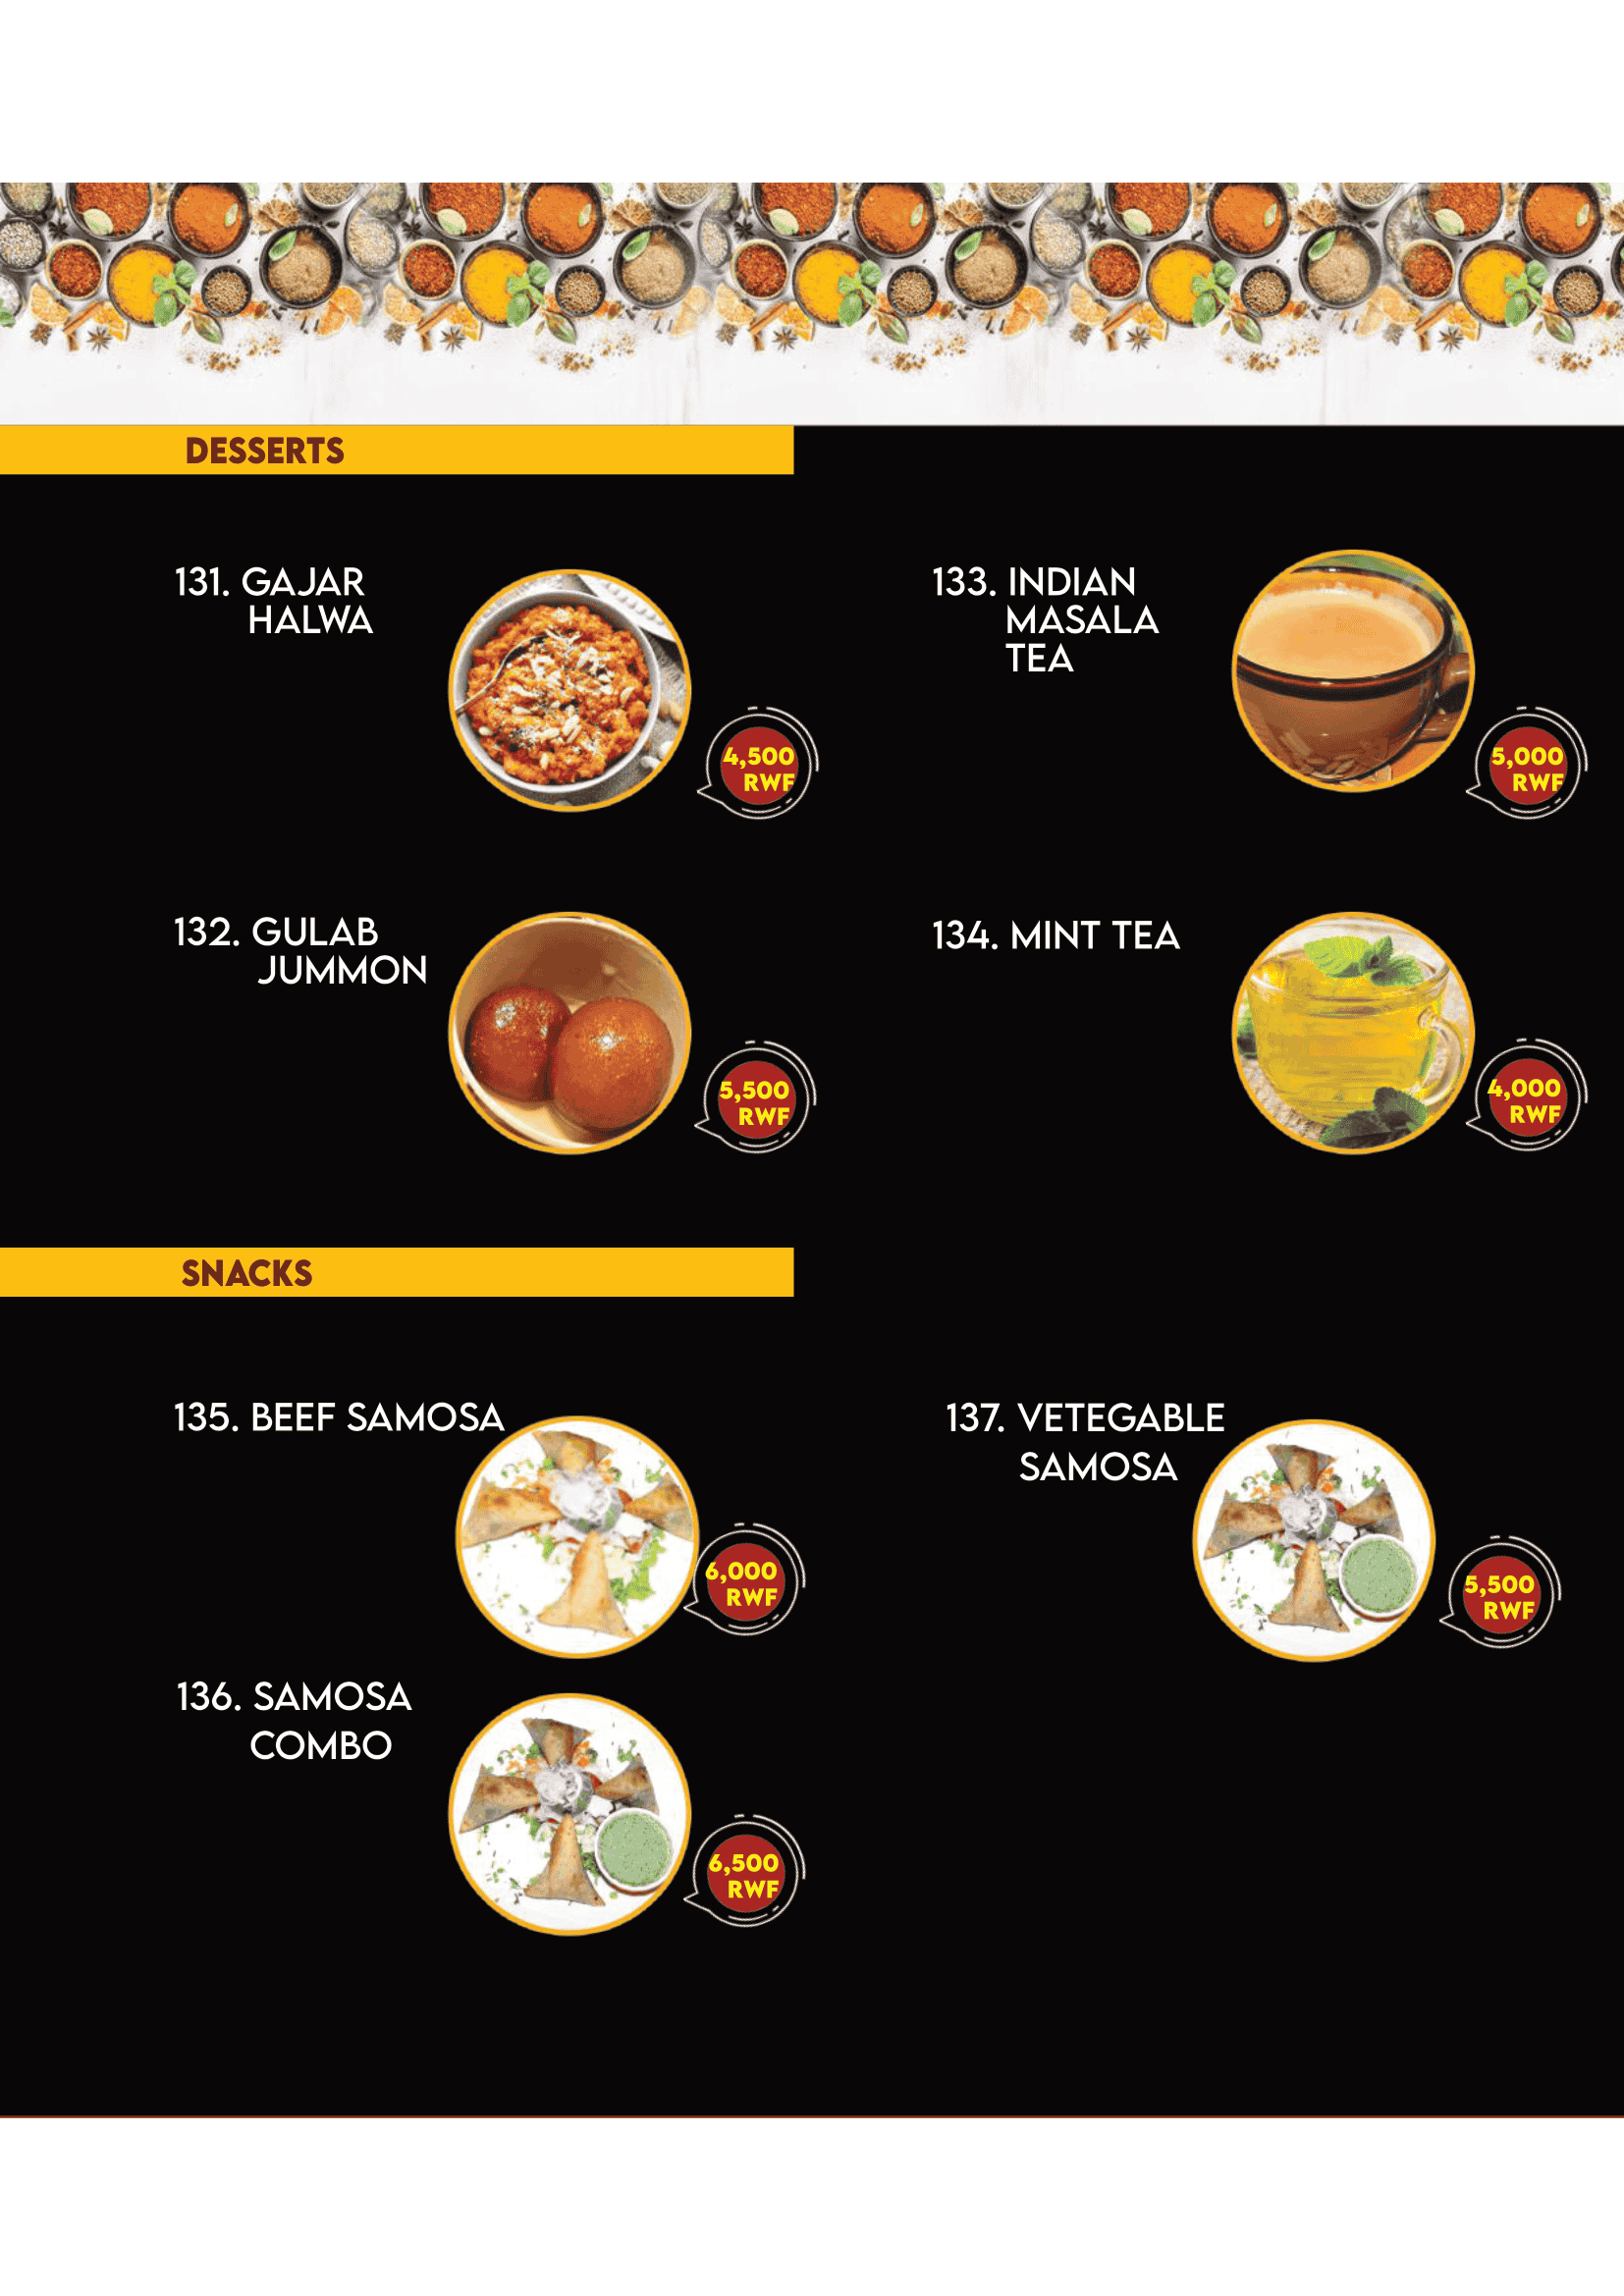 DESSERTS
131. GAJAR
HALWA
4,500
RWF
133. INDIAN
MASALA
TEA
5,000
RWF
132. GULAB
JUMMON
5,500
RWF
134. MINT TEA
4,000
RWF
SNACKS
135. BEEF SAMOSA
6,000
RWF
137. VETEGABLE
SAMOSA
5,500
RWF
136. SAMOSA
COMBO
6,500
RWF